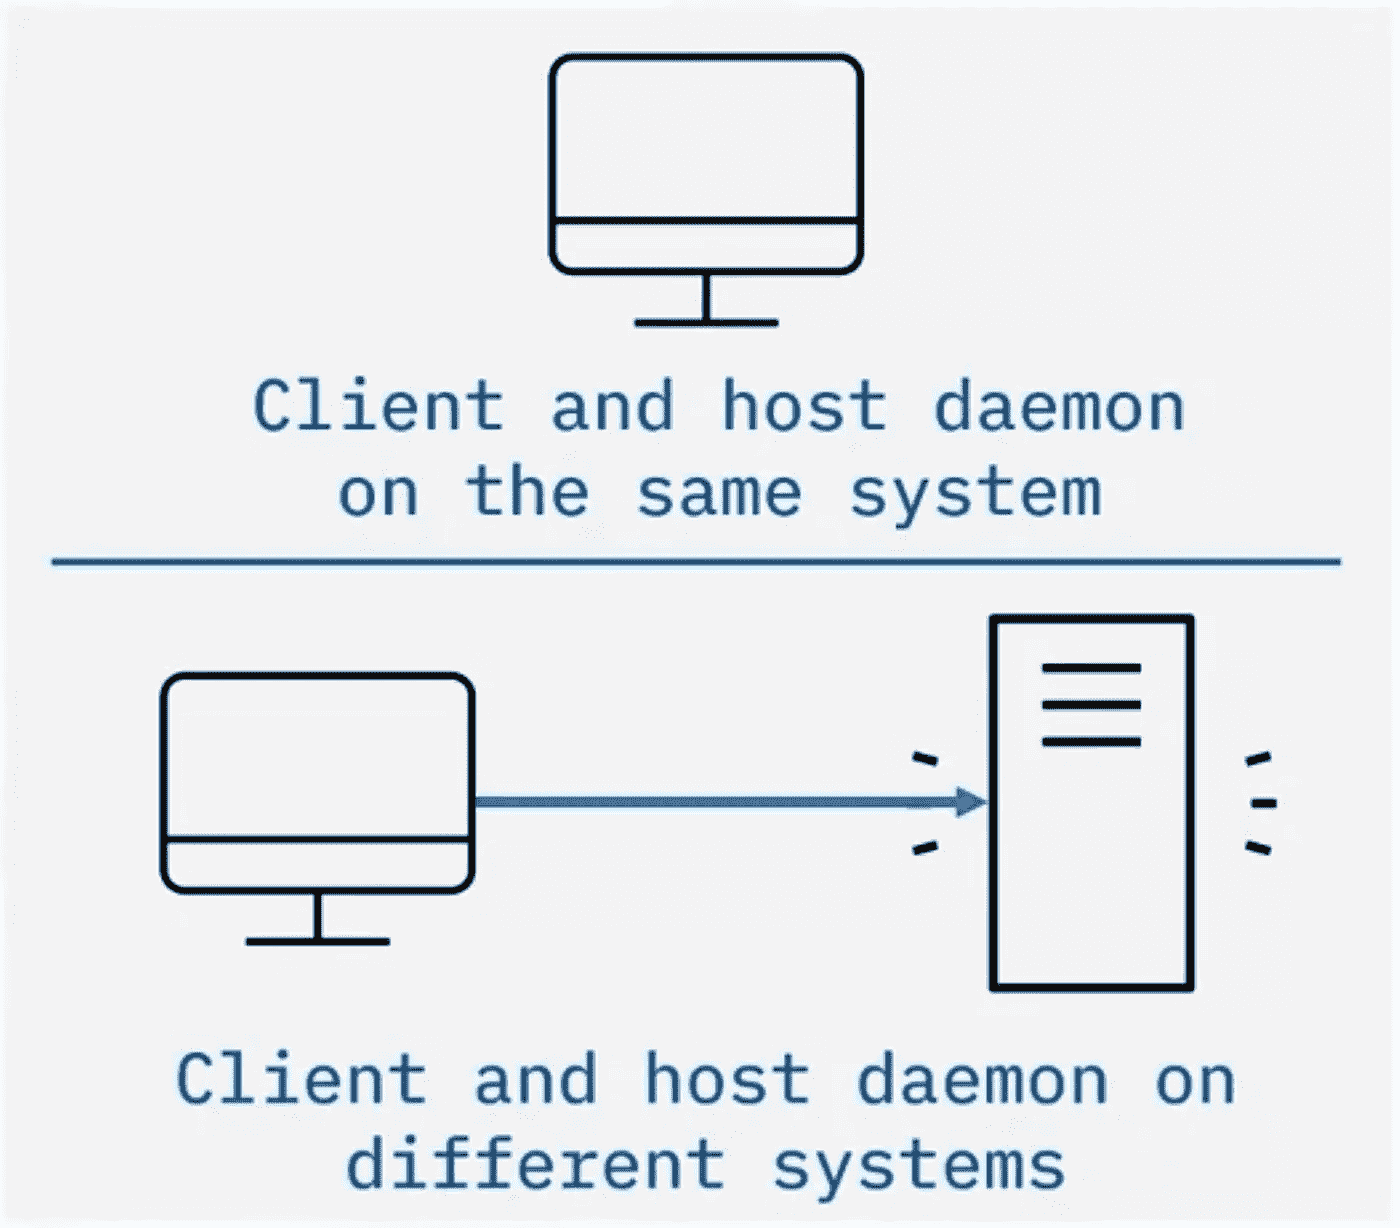 Client and host daemon
on the same system
Client and host daemon on
different systems